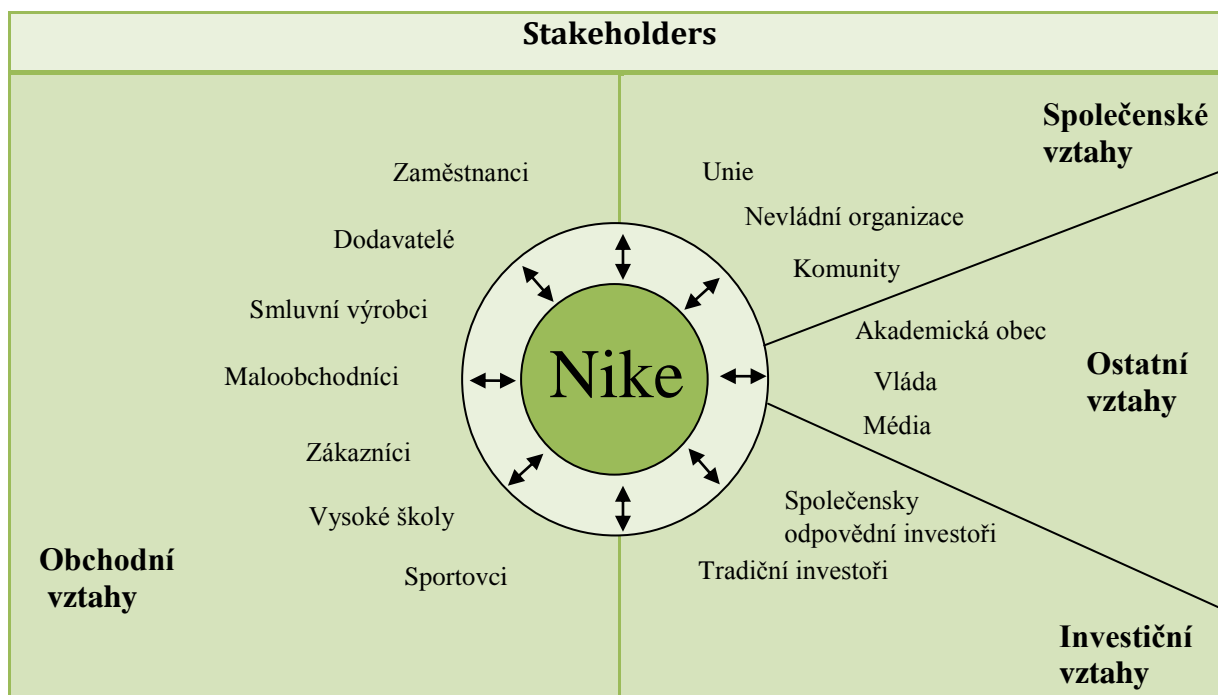 Stakeholders
Zaměstnanci
Dodavatelé
Smluvní výrobci
Maloobchodníci
Zákazníci
Vysoké školy
Sportovci
Obchodní
vztahy
Nike
Společenské
vztahy
Unie
Nevládní organizace
Komunity
Akademická obec
Vláda
Média
Ostatní
vztahy
Společensky
odpovědní investoři
Tradiční investoři
Investiční
vztahy